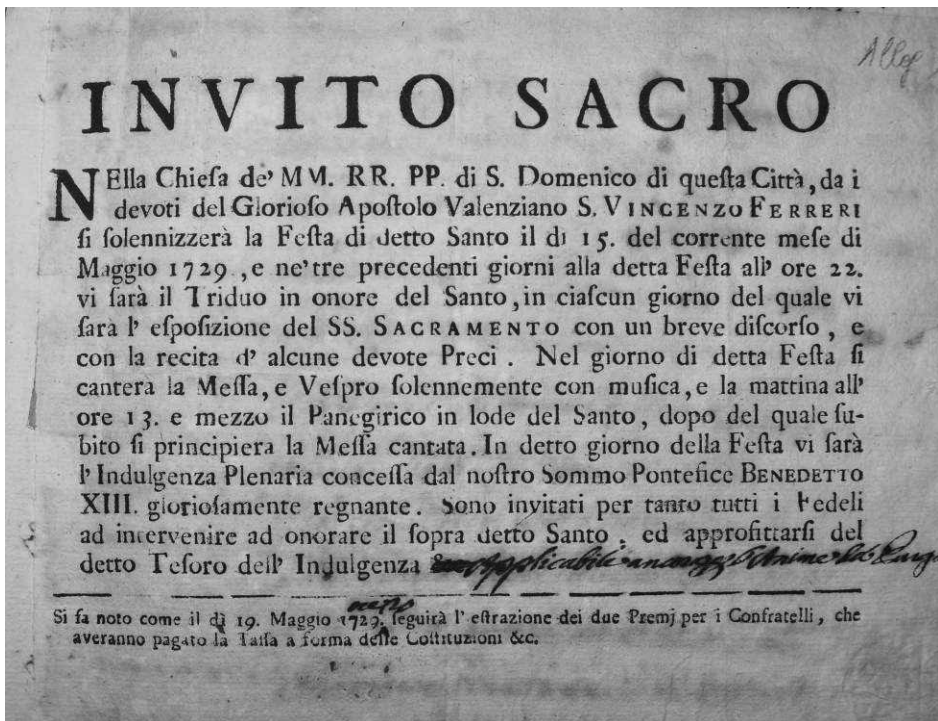 Alleg
INVITO SACRO
NElla Chieſa de' MM. RR. PP. di S. Domenico di queſta Città, da i
devoti del Glorioſo Apoſtolo Valenziano S. VINCENZO FERRERI
ſi ſolennizzerà la Feſta di detto Santo il dì 15. del corrente meſe di
Maggio 1729, e ne' tre precedenti giorni alla detta Feſta all' ore 22.
vi ſarà il Triduo in onore del Santo, in ciaſcun giorno del quale vi
ſarà l' eſpoſizione del SS. SACRAMENTO con un breve diſcorſo, e
con la recita d' alcune devote Preci. Nel giorno di detta Feſta ſi
canterà la Meſſa, e Veſpro ſolennemente con muſica, e la mattina all'
ore 13. e mezzo il Panegirico in lode del Santo, dopo del quale ſu-
bito ſi principiera la Meſſa cantata. In detto giorno della Feſta vi ſarà
l' Indulgenza Plenaria conceſſa dal noſtro Sommo Pontefice BENEDETTO
XIII. glorioſamente regnante. Sono invitati per tanto tutti i Fedeli
ad intervenire ad onorare il ſopra detto Santo, ed approfittarſi del
detto Teſoro dell' Indulgenza applicabile
Si fa noto come il dì 19. Maggio 1729. ſeguirà l' eſtrazione dei due Premj per i Confratelli, che
averanno pagato la Taſſa a forma delle Coſtituzioni &c.